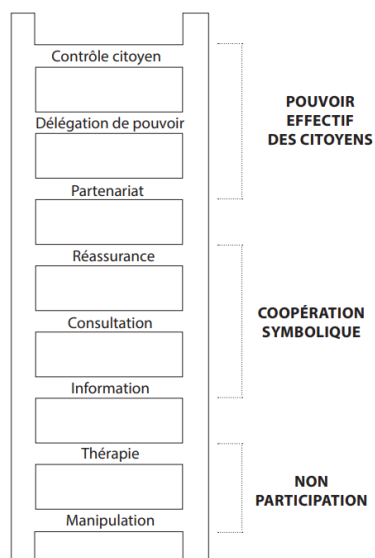 Contrôle citoyen
Délégation de pouvoir
Partenariat
POUVOIR
EFFECTIF
DES CITOYENS
Réassurance
Consultation
Information
COOPÉRATION
SYMBOLIQUE
Thérapie
Manipulation
NON
PARTICIPATION